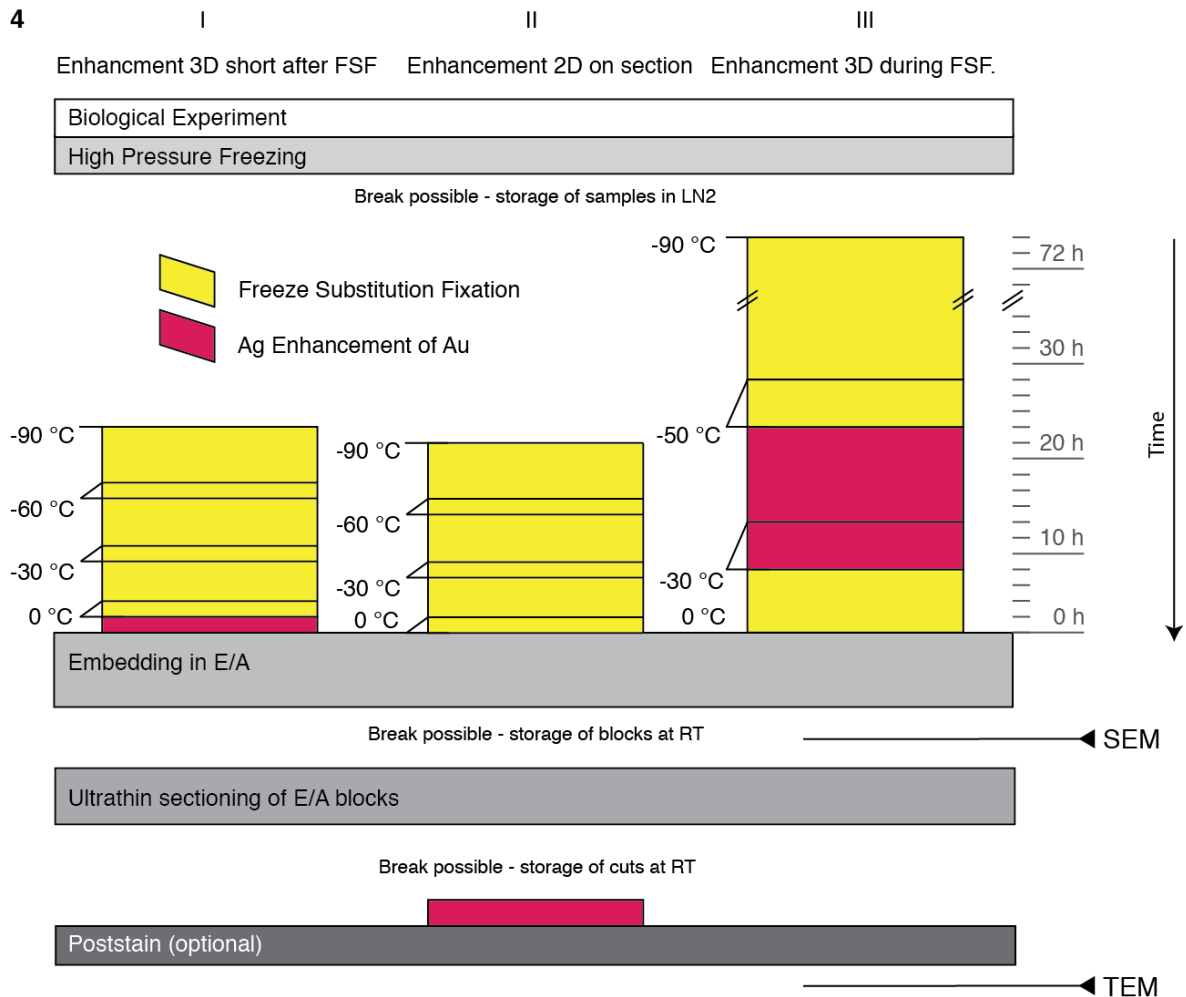 4
I
II
III
Enhancment 3D short after FSF
Enhancement 2D on section
Enhancment 3D during FSF.
Biological Experiment
High Pressure Freezing
Break possible - storage of samples in LN2
Freeze Substitution Fixation
Ag Enhancement of Au
-90 °C
-60 °C
-30 °C
0 °C
-90 °C
-60 °C
-30 °C
0 °C
-90 °C
-50 °C
-30 °C
0 °C
72 h
30 h
20 h
10 h
0 h
Time
Embedding in E/A
Break possible - storage of blocks at RT
SEM
Ultrathin sectioning of E/A blocks
Break possible - storage of cuts at RT
Poststain (optional)
TEM